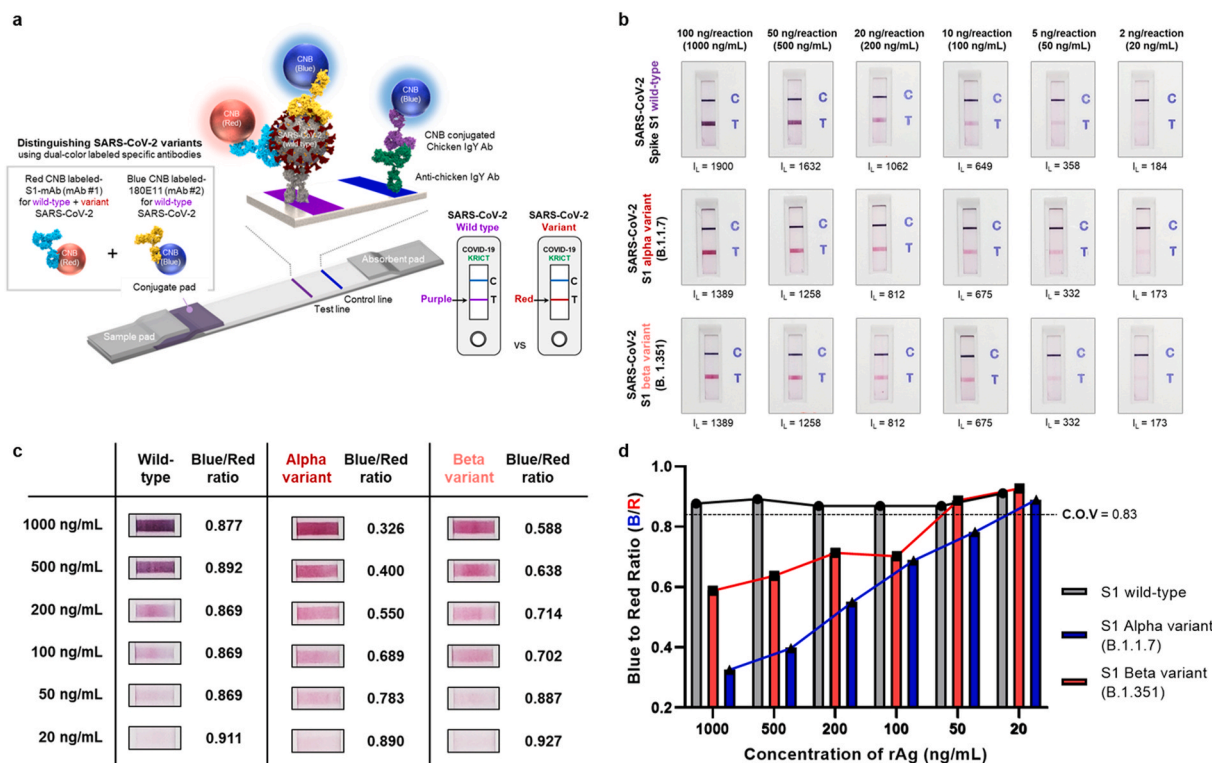 a
CNB
(Blue)
CNB
(Red)
CNB
(Blue)
SARS-CoV-2
(wild type)
CNB conjugated
Chicken IgY Ab
Anti-chicken IgY Ab
Distinguishing SARS-CoV-2 variants
using dual-color labeled specific antibodies
Red CNB labeled-
S1-mAb (mAb #1)
for wild-type + variant
SARS-CoV-2
Blue CNB labeled-
180E11 (mAb #2)
for wild-type
SARS-CoV-2
CNB
(Red)
+
CNB
(Blue)
Conjugate pad
Sample pad
Absorbent pad
Control line
Test line
SARS-CoV-2
Wild type
SARS-CoV-2
Variant
COVID-19
KRICT
C
T
Purple
COVID-19
KRICT
C
T
Red
VS
b
100 ng/reaction
(1000 ng/mL)
50 ng/reaction
(500 ng/mL)
20 ng/reaction
(200 ng/mL)
10 ng/reaction
(100 ng/mL)
5 ng/reaction
(50 ng/mL)
2 ng/reaction
(20 ng/mL)
SARS-CoV-2
Spike S1 wild-type
C C C C C C
T T T T T T
IL = 1900 IL = 1632 IL = 1062 IL = 649 IL = 358 IL = 184
SARS-CoV-2
S1 alpha variant
(B.1.1.7)
C C C C C C
T T T T T T
IL = 1389 IL = 1258 IL = 812 IL = 675 IL = 332 IL = 173
SARS-CoV-2
S1 beta variant
(B. 1.351)
C C C C C C
T T T T T T
IL = 1389 IL = 1258 IL = 812 IL = 675 IL = 332 IL = 173
c
Wild-
type
Blue/Red
ratio
Alpha
variant
Blue/Red
ratio
Beta
variant
Blue/Red
ratio
1000 ng/mL 0.877 0.326 0.588
500 ng/mL 0.892 0.400 0.638
200 ng/mL 0.869 0.550 0.714
100 ng/mL 0.869 0.689 0.702
50 ng/mL 0.869 0.783 0.887
20 ng/mL 0.911 0.890 0.927
d
Blue to Red Ratio (B/R)
1.0
0.8
0.6
0.4
0.2
C.O.V = 0.83
S1 wild-type
S1 Alpha variant
(B.1.1.7)
S1 Beta variant
(B.1.351)
1000 500 200 100 50 20
Concentration of rAg (ng/mL)